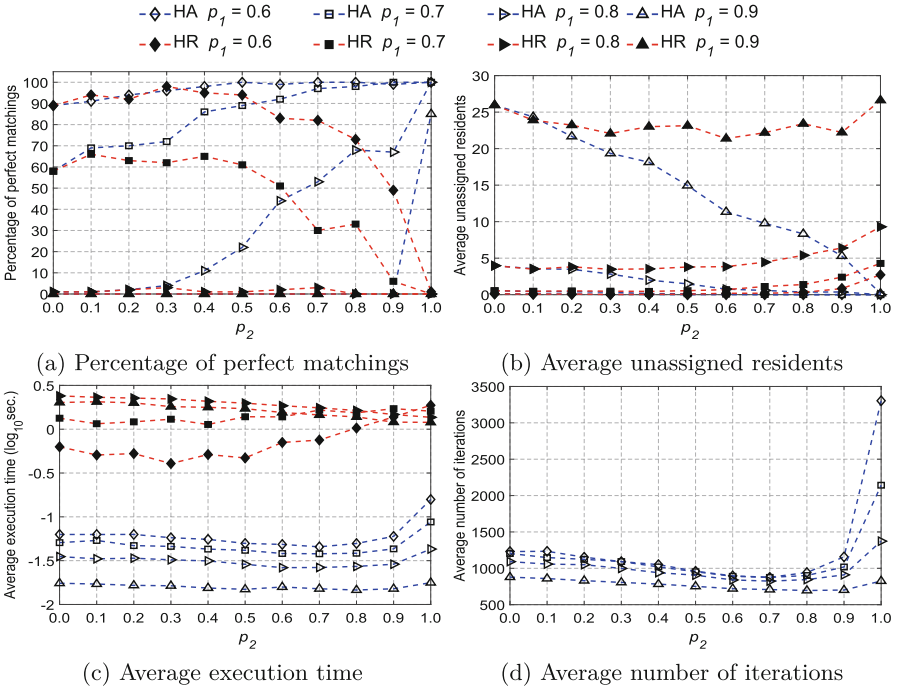 HA p1 = 0.6 HA p1 = 0.7 HA p1 = 0.8 HA p1 = 0.9
HR p1 = 0.6 HR p1 = 0.7 HR p1 = 0.8 HR p1 = 0.9
Percentage of perfect matchings
100
90
80
70
60
50
40
30
20
10
0
0.0 0.1 0.2 0.3 0.4 0.5 0.6 0.7 0.8 0.9 1.0
p2
(a) Percentage of perfect matchings
Average unassigned residents
30
25
20
15
10
5
0
0.0 0.1 0.2 0.3 0.4 0.5 0.6 0.7 0.8 0.9 1.0
p2
(b) Average unassigned residents
Average execution time (log10sec.)
0.5
0
-0.5
-1
-1.5
-2
0.0 0.1 0.2 0.3 0.4 0.5 0.6 0.7 0.8 0.9 1.0
p2
(c) Average execution time
Average number of iterations
3500
3000
2500
2000
1500
1000
500
0.0 0.1 0.2 0.3 0.4 0.5 0.6 0.7 0.8 0.9 1.0
p2
(d) Average number of iterations